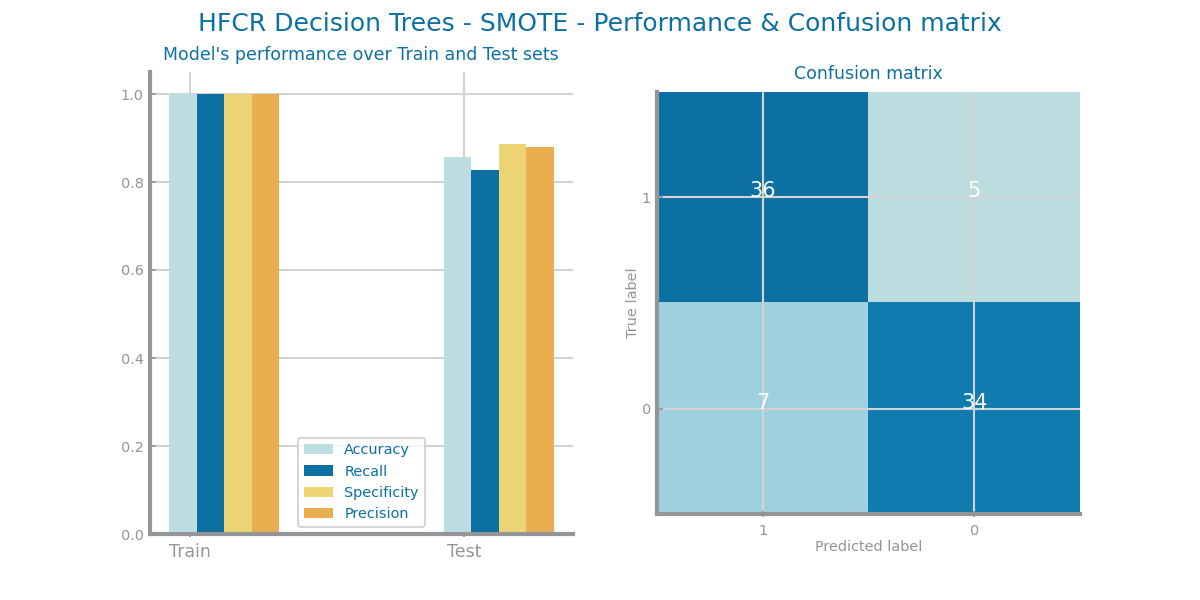 HFCR Decision Trees - SMOTE - Performance & Confusion matrix
Model's performance over Train and Test sets
1.0
0.8
0.6
0.4
0.2
0.0
Train
Test
Accuracy
Recall
Specificity
Precision
Confusion matrix
True label
1
0
36
5
7
34
1
0
Predicted label